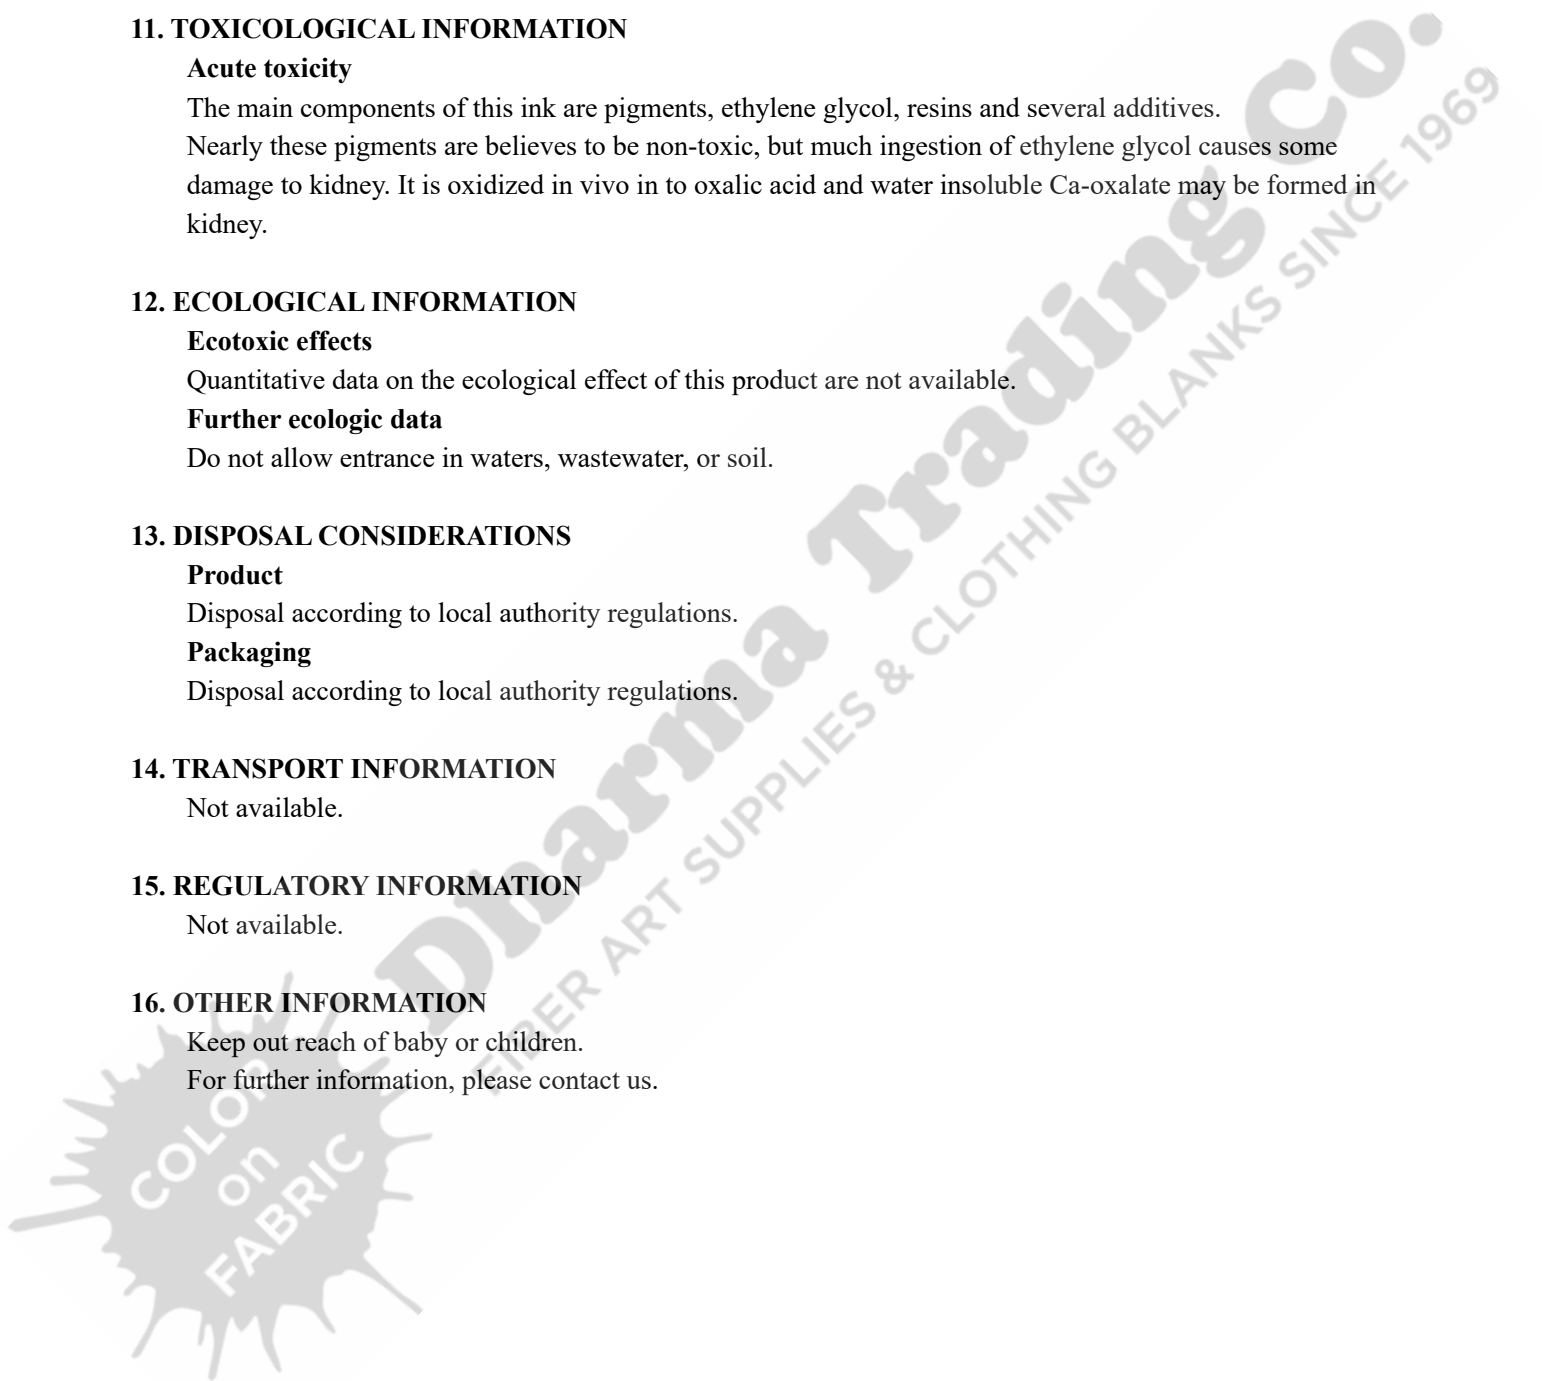 11. TOXICOLOGICAL INFORMATION
Acute toxicity
The main components of this ink are pigments, ethylene glycol, resins and several additives.
Nearly these pigments are believes to be non-toxic, but much ingestion of ethylene glycol causes some
damage to kidney. It is oxidized in vivo in to oxalic acid and water insoluble Ca-oxalate may be formed in
kidney.
12. ECOLOGICAL INFORMATION
Ecotoxic effects
Quantitative data on the ecological effect of this product are not available.
Further ecologic data
Do not allow entrance in waters, wastewater, or soil.
13. DISPOSAL CONSIDERATIONS
Product
Disposal according to local authority regulations.
Packaging
Disposal according to local authority regulations.
14. TRANSPORT INFORMATION
Not available.
15. REGULATORY INFORMATION
Not available.
16. OTHER INFORMATION
Keep out reach of baby or children.
For further information, please contact us.
Dharma Trading Co.
FIBER ART SUPPLIES & CLOTHING BLANKS SINCE 1969
COLOR
on
FABRIC